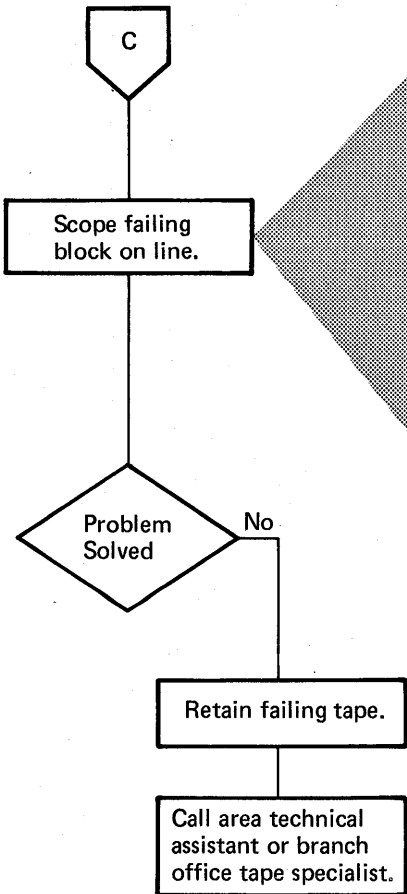 C
Scope failing
block on line.
Problem
Solved
No
Retain failing tape.
Call area technical
assistant or branch
office tape specialist.